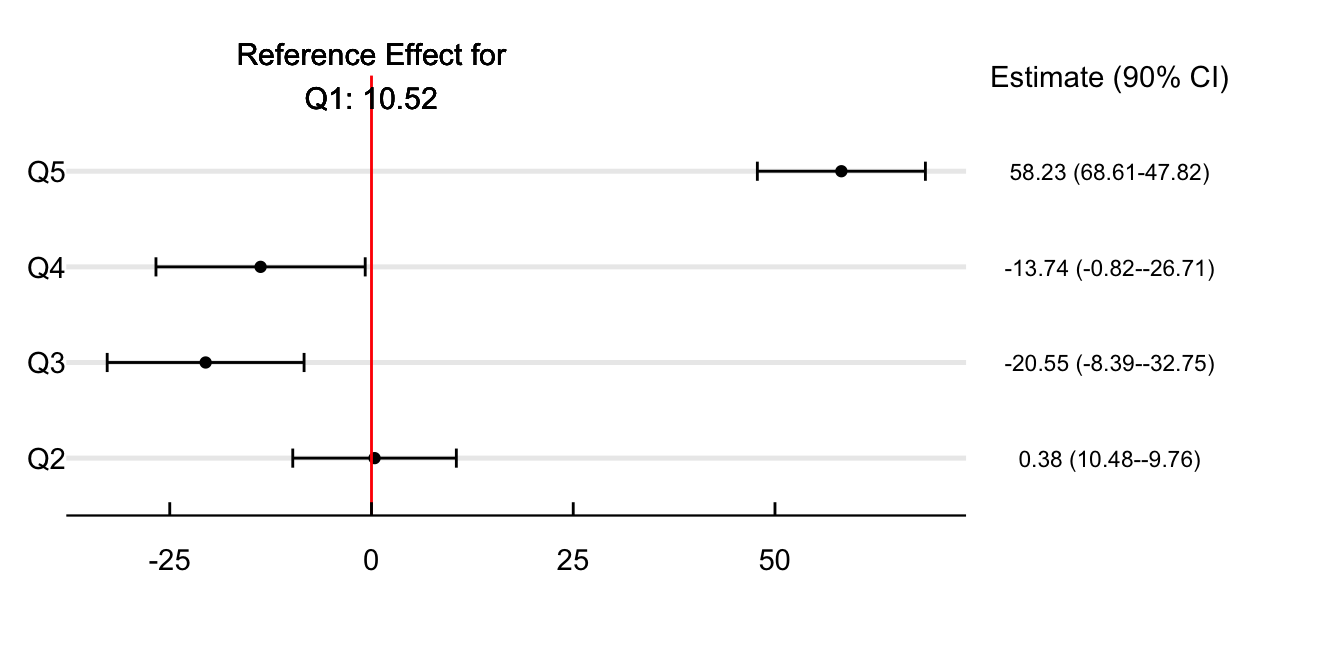 Reference Effect for
Q1: 10.52
Estimate (90% CI)
Q5 58.23 (68.61-47.82)
Q4 -13.74 (-0.82--26.71)
Q3 -20.55 (-8.39--32.75)
Q2 0.38 (10.48--9.76)
-25 0 25 50